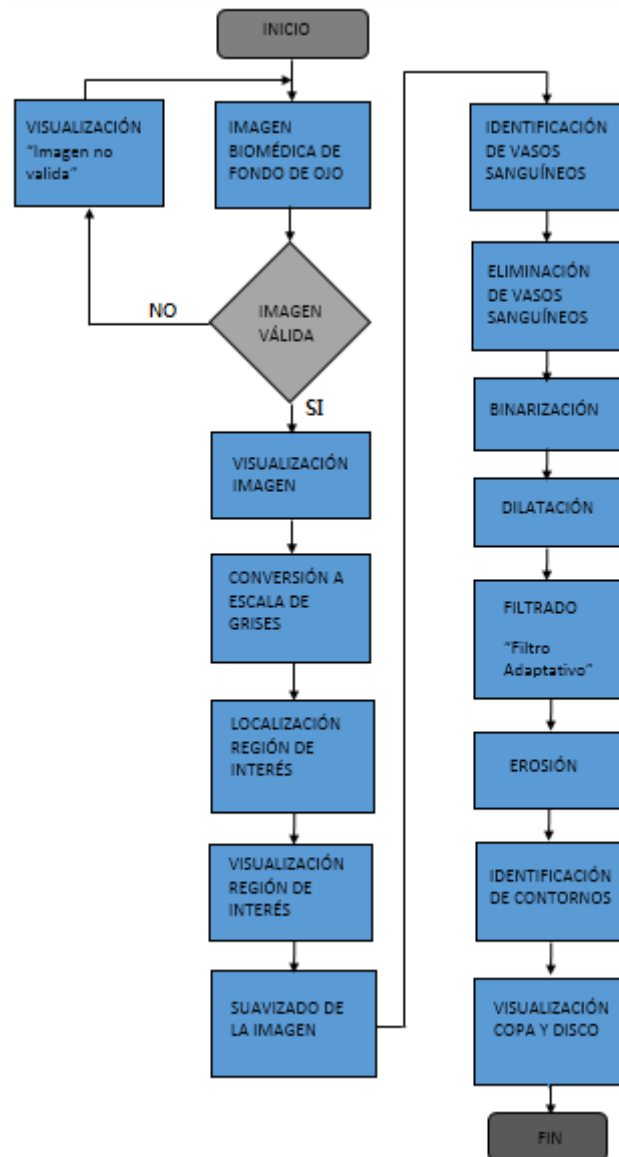 INICIO
VISUALIZACIÓN
“Imagen no
valida”
IMAGEN
BIOMÉDICA DE
FONDO DE OJO
NO
IMAGEN
VÁLIDA
SI
VISUALIZACIÓN
IMAGEN
CONVERSIÓN A
ESCALA DE
GRISES
LOCALIZACIÓN
REGIÓN DE
INTERÉS
VISUALIZACIÓN
REGIÓN DE
INTERÉS
SUAVIZADO DE
LA IMAGEN
IDENTIFICACIÓN
DE VASOS
SANGUÍNEOS
ELIMINACIÓN
DE VASOS
SANGUÍNEOS
BINARIZACIÓN
DILATACIÓN
FILTRADO
“Filtro
Adaptativo”
EROSIÓN
IDENTIFICACIÓN
DE CONTORNOS
VISUALIZACIÓN
COPA Y DISCO
FIN